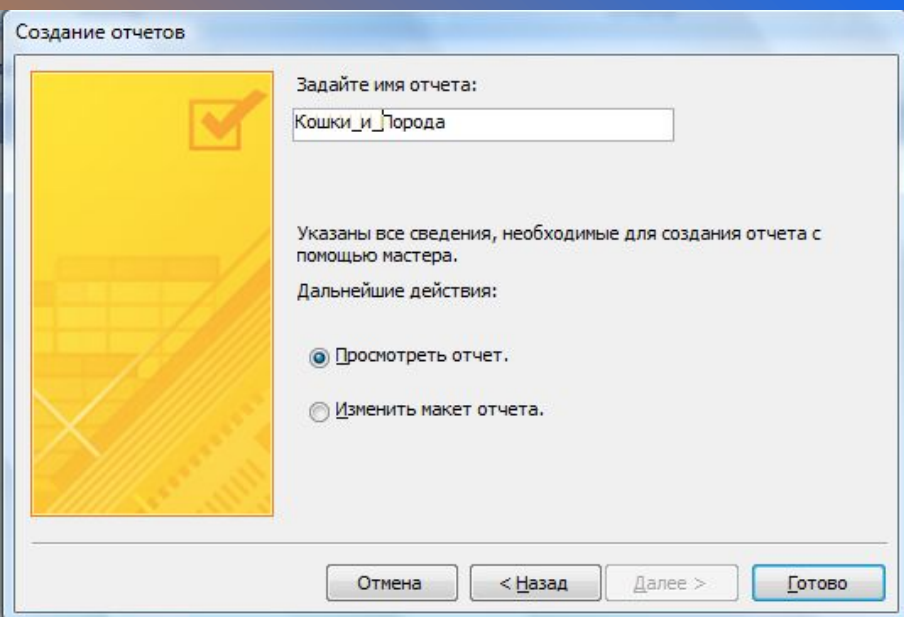 Создание отчетов
Задайте имя отчета:
Кошки_и_Порода
Указаны все сведения, необходимые для создания отчета с
помощью мастера.
Дальнейшие действия:
Просмотреть отчет.
Изменить макет отчета.
Отмена
< Назад
Далее >
Готово